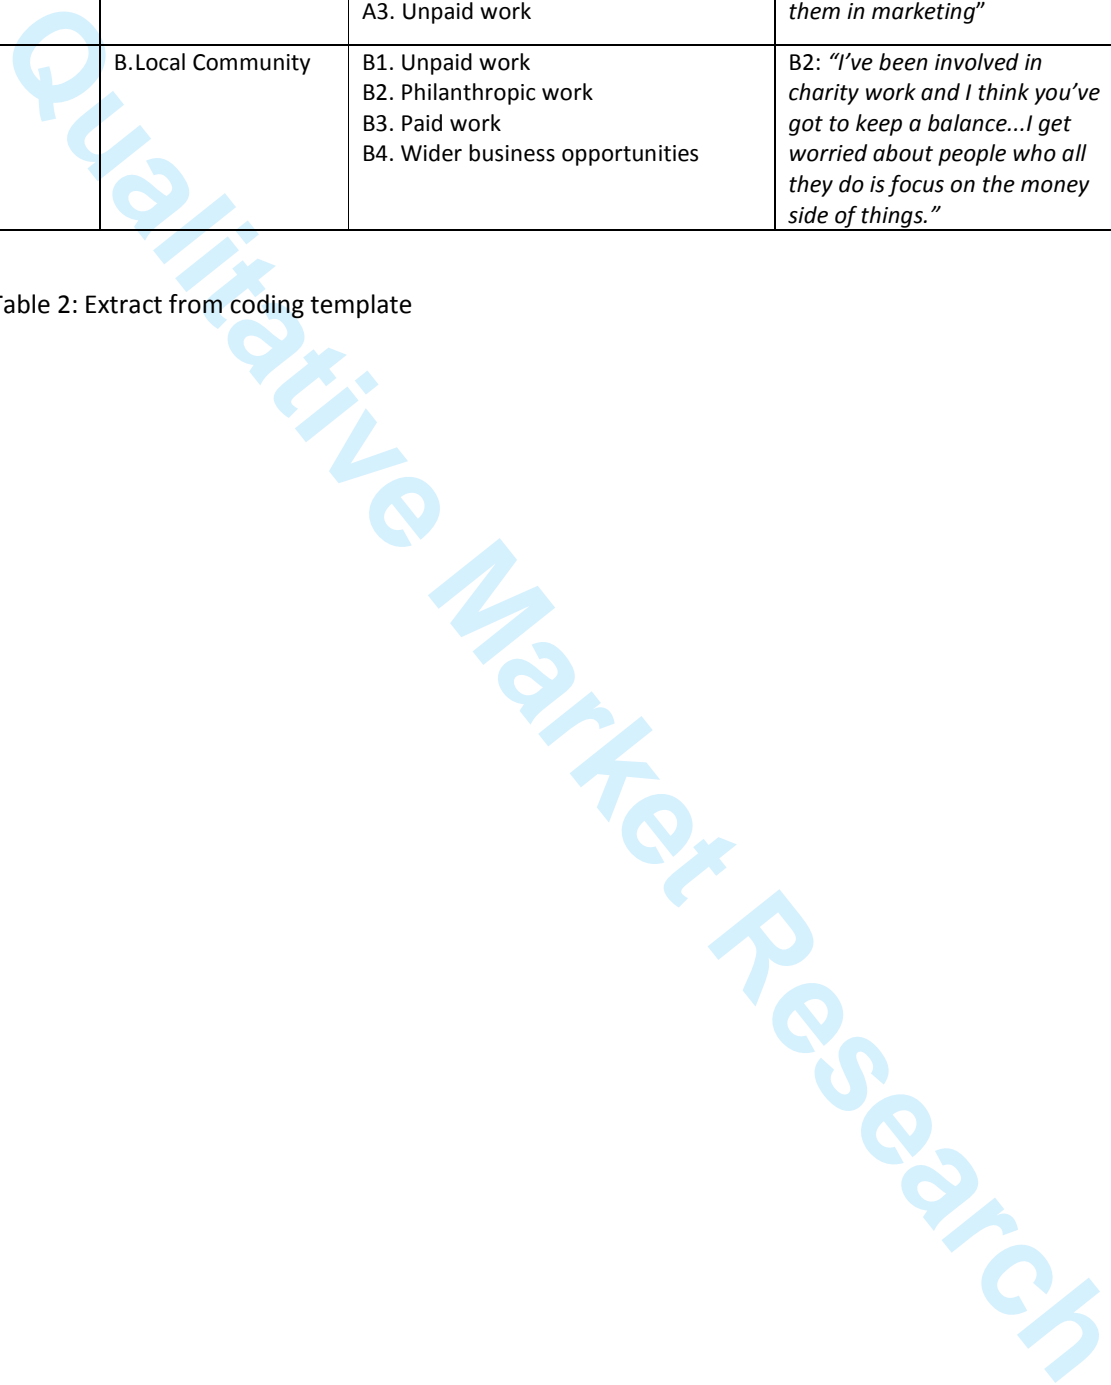 A3. Unpaid work
them in marketing”
B.Local Community
B1. Unpaid work
B2. Philanthropic work
B3. Paid work
B4. Wider business opportunities
B2: “I’ve been involved in
charity work and I think you’ve
got to keep a balance...I get
worried about people who all
they do is focus on the money
side of things.”
Table 2: Extract from coding template
Qualitative Market Research